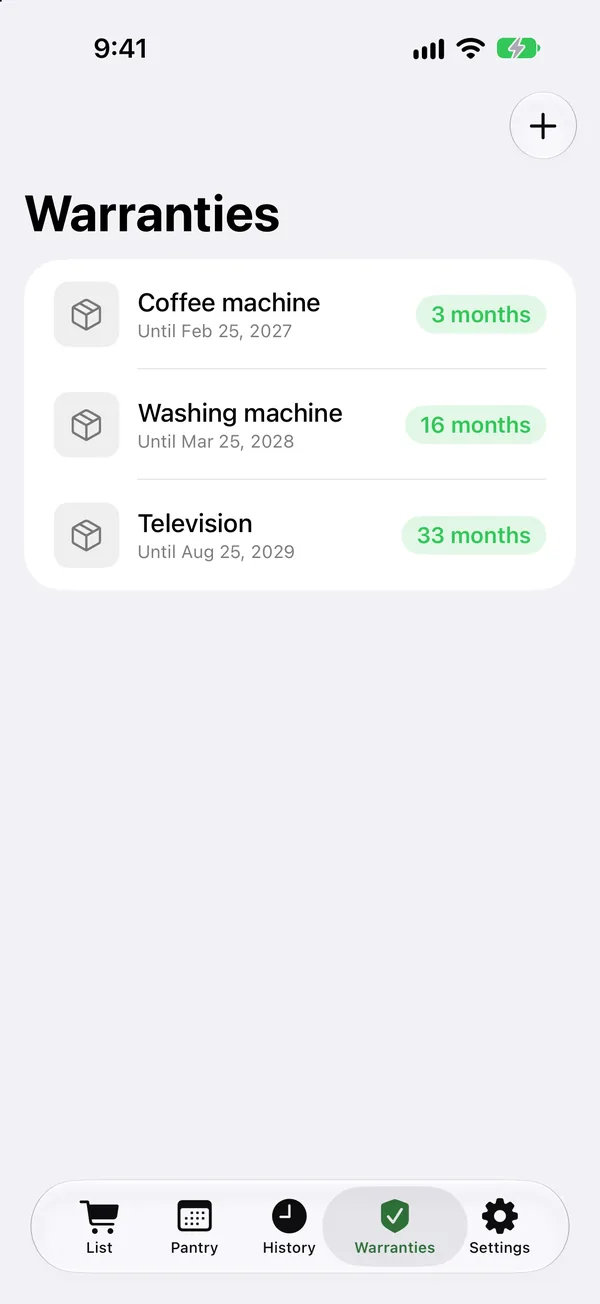 9:41
Warranties
Coffee machine
Until Feb 25, 2027
3 months
Washing machine
Until Mar 25, 2028
16 months
Television
Until Aug 25, 2029
33 months
List
Pantry
History
Warranties
Settings